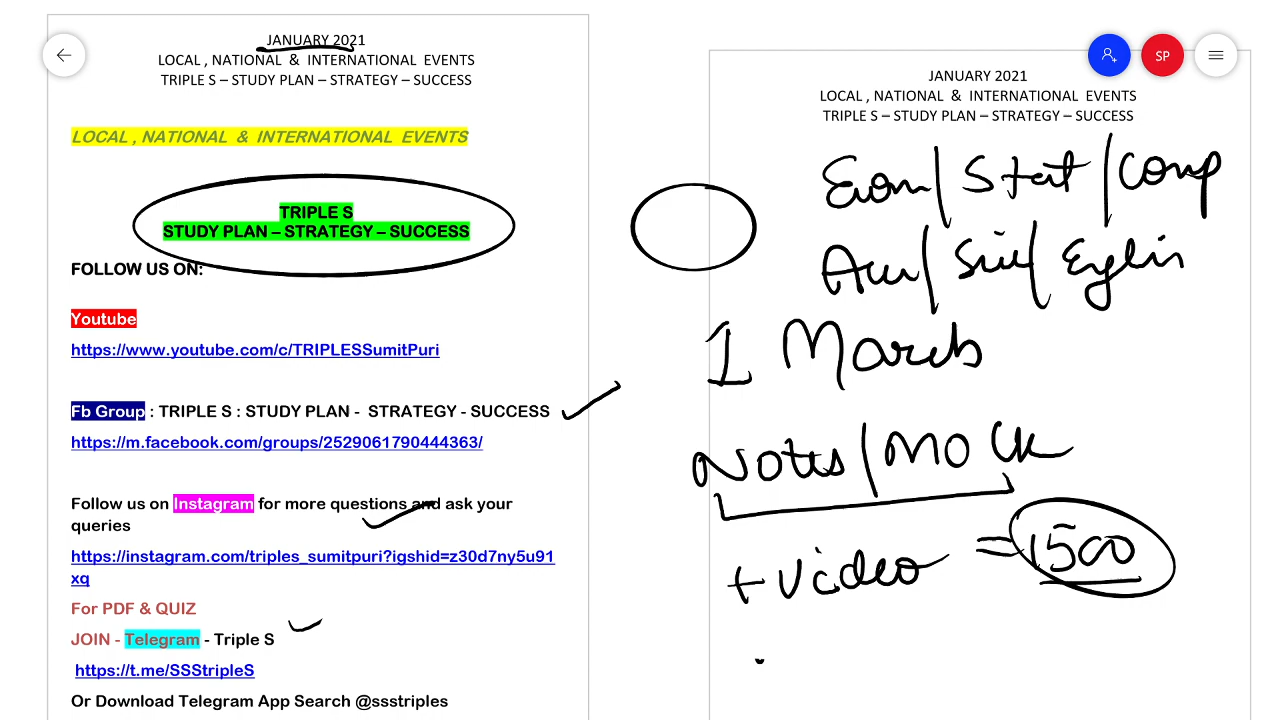 JANUARY 2021
LOCAL , NATIONAL & INTERNATIONAL EVENTS
TRIPLE S – STUDY PLAN – STRATEGY – SUCCESS
LOCAL , NATIONAL & INTERNATIONAL EVENTS
TRIPLE S
STUDY PLAN – STRATEGY – SUCCESS
FOLLOW US ON:
Youtube
https://www.youtube.com/c/TRIPLESSumitPuri
Fb Group : TRIPLE S : STUDY PLAN - STRATEGY - SUCCESS
https://m.facebook.com/groups/2529061790444363/
Follow us on Instagram for more questions and ask your
queries
https://instagram.com/triples_sumitpuri?igshid=z30d7ny5u91
xq
For PDF & QUIZ
JOIN - Telegram - Triple S
https://t.me/SSStripleS
Or Download Telegram App Search @ssstriples
SP
JANUARY 2021
LOCAL , NATIONAL & INTERNATIONAL EVENTS
TRIPLE S – STUDY PLAN – STRATEGY – SUCCESS
Econ / Stat / Comp
/ /
1 March
Notes / MOCK
+ Video = 1500